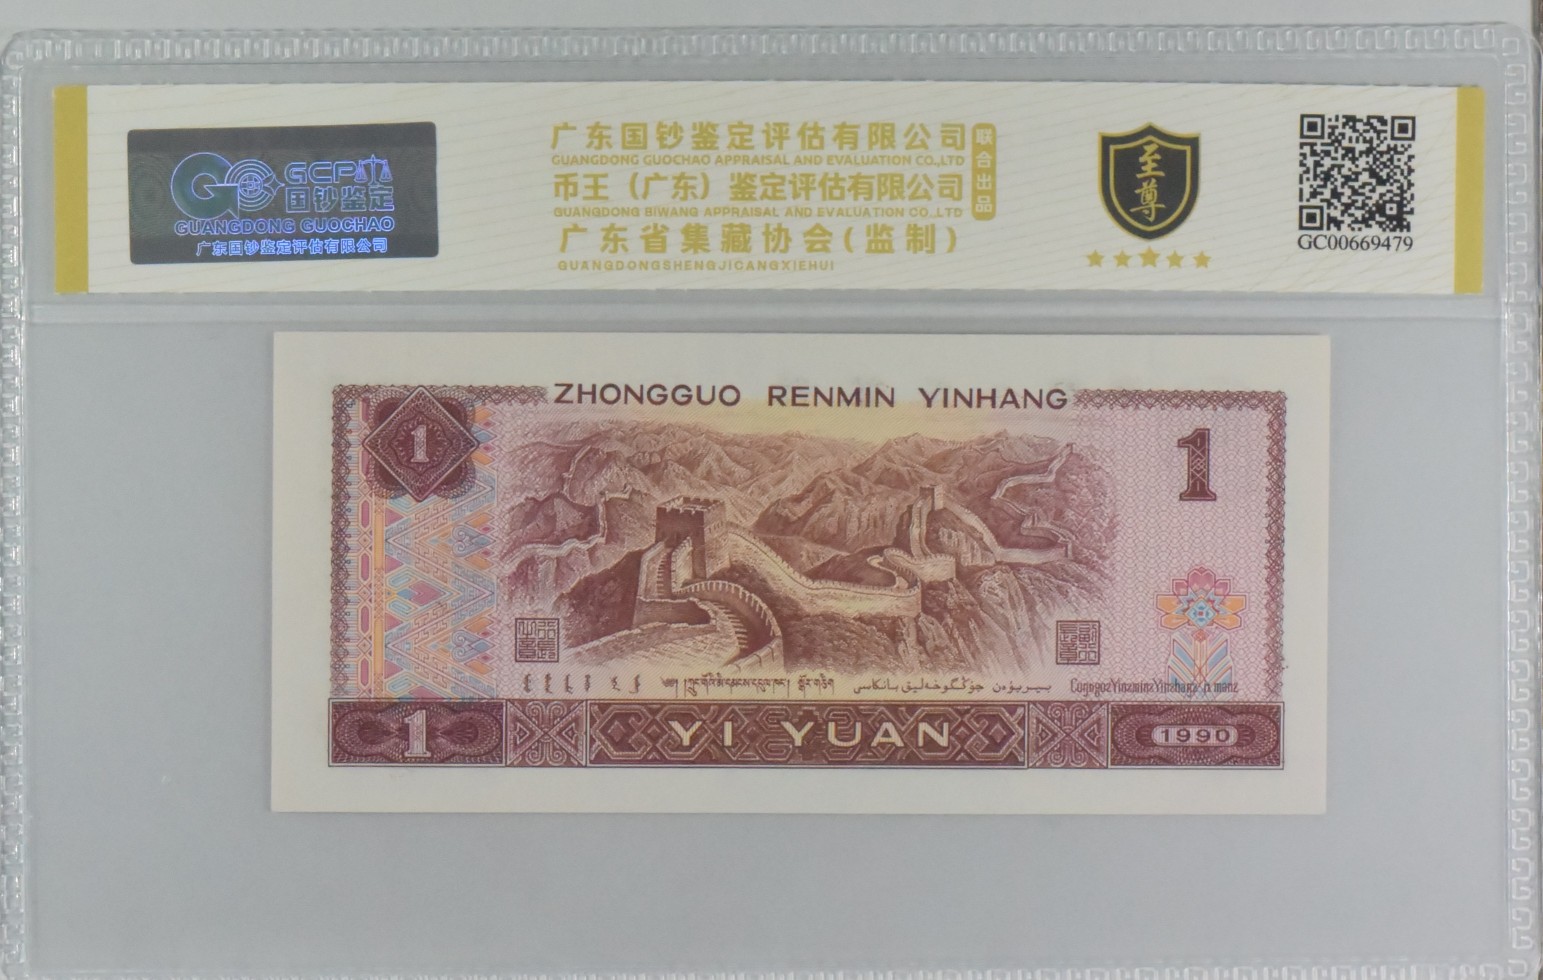 GCP
国钞鉴定
GUANGDONG GUOCHAO
广东国钞鉴定评估有限公司
广东国钞鉴定评估有限公司
GUANGDONG GUOCHAO APPRAISAL AND EVALUATION CO.,LTD
币王（广东）鉴定评估有限公司
GUANGDONG BIWANG APPRAISAL AND EVALUATION CO.,LTD
广东省集藏协会(监制)
GUANGDONGSHENGJICANGXIEHUI
联合出品
至尊
GC00669479
ZHONGGUO RENMIN YINHANG
1
1
1
YI YUAN
1990